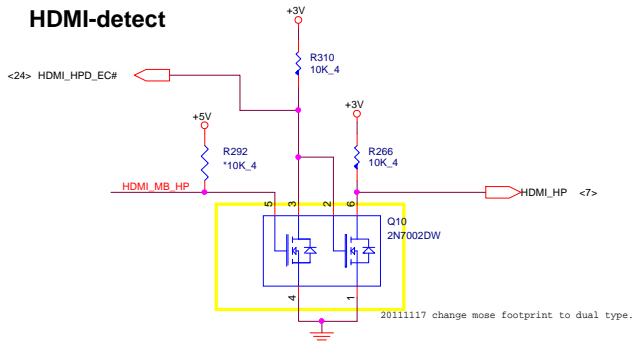 HDMI-detect
+3V
R310
10K_4
<24> HDMI_HPD_EC#
+5V
+3V
R292
*10K_4
R266
10K_4
HDMI_MB_HP
HDMI_HP <7>
5
3
2
6
Q10
2N7002DW
4
1
20111117 change mose footprint to dual type.